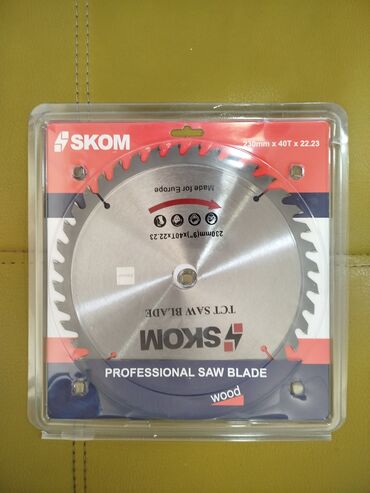 SKOM
230mm x 40T x 22.23
Made for Europe
230mm(9")x40Tx22.23
TCT SAW BLADE
SKOM
PROFESSIONAL SAW BLADE
wood